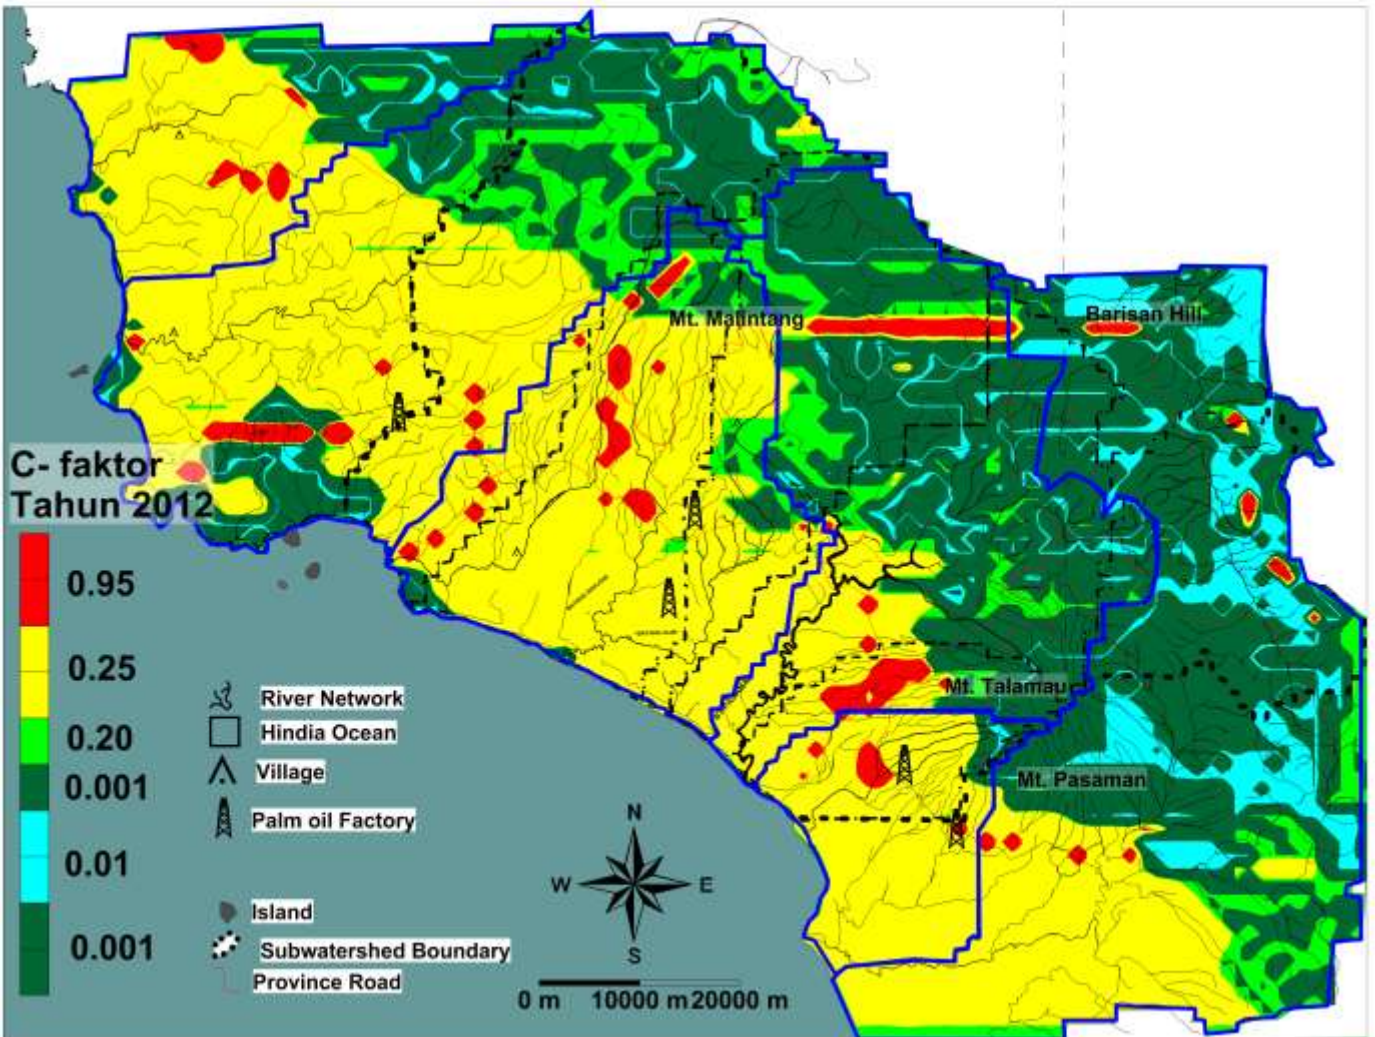 Mt. Malintang
Barisan Hill
C- faktor
Tahun 2012
0.95
0.25
0.20
0.001
0.01
0.001
River Network
Hindia Ocean
Village
Palm oil Factory
Island
Subwatershed Boundary
Province Road
Mt. Talamau
Mt. Pasaman
N
W
E
S
0 m 10000 m 20000 m